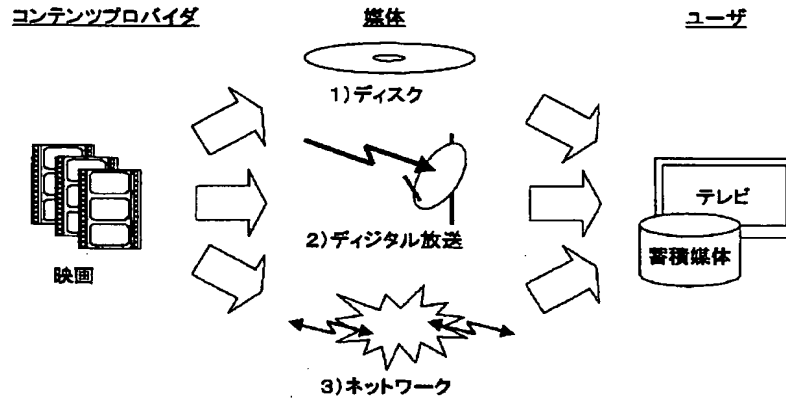 コンテンツプロバイダ
媒体
ユーザ
1)ディスク
テレビ
2)ディジタル放送
蓄積媒体
映画
3)ネットワーク